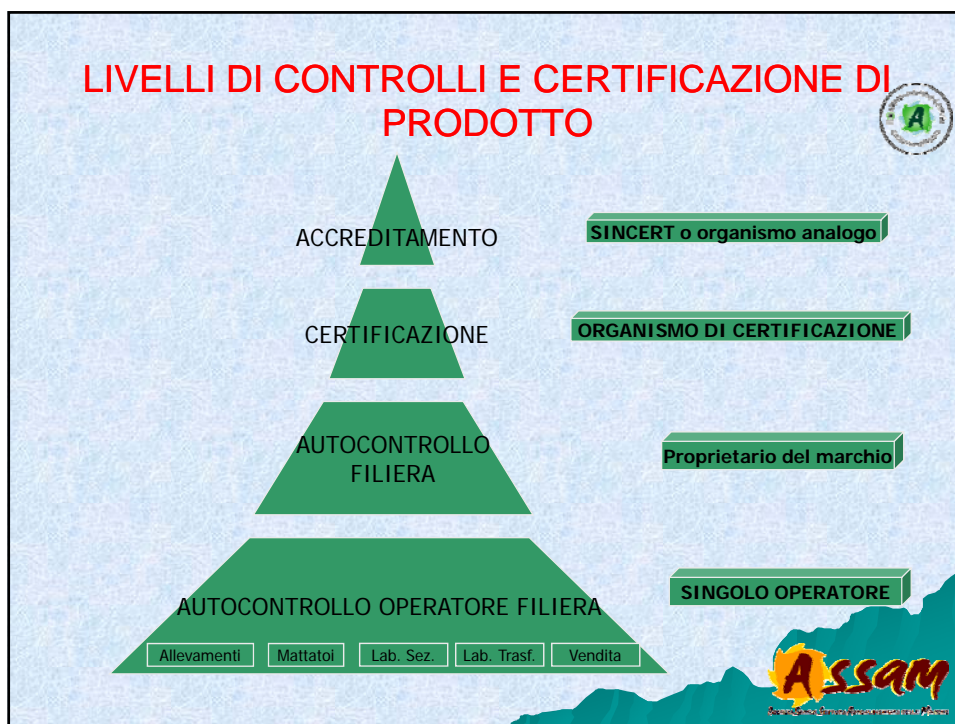 LIVELLI DI CONTROLLI E CERTIFICAZIONE DI
PRODOTTO
A
ACCREDITAMENTO
SINCERT o organismo analogo
CERTIFICAZIONE
ORGANISMO DI CERTIFICAZIONE
AUTOCONTROLLO
FILIERA
Proprietario del marchio
AUTOCONTROLLO OPERATORE FILIERA
SINGOLO OPERATORE
Allevamenti
Mattatoi
Lab. Sez.
Lab. Trasf.
Vendita
ASSAM